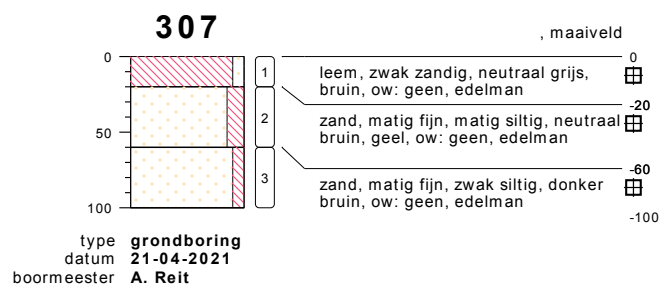 307
, maaiveld
0
0
1
leem, zwak zandig, neutraal grijs,
bruin, ow: geen, edelman
-20
2
zand, matig fijn, matig siltig, neutraal
bruin, geel, ow: geen, edelman
50
-60
3
zand, matig fijn, zwak siltig, donker
bruin, ow: geen, edelman
100
-100
type grondboring
datum 21-04-2021
boormeester A. Reit